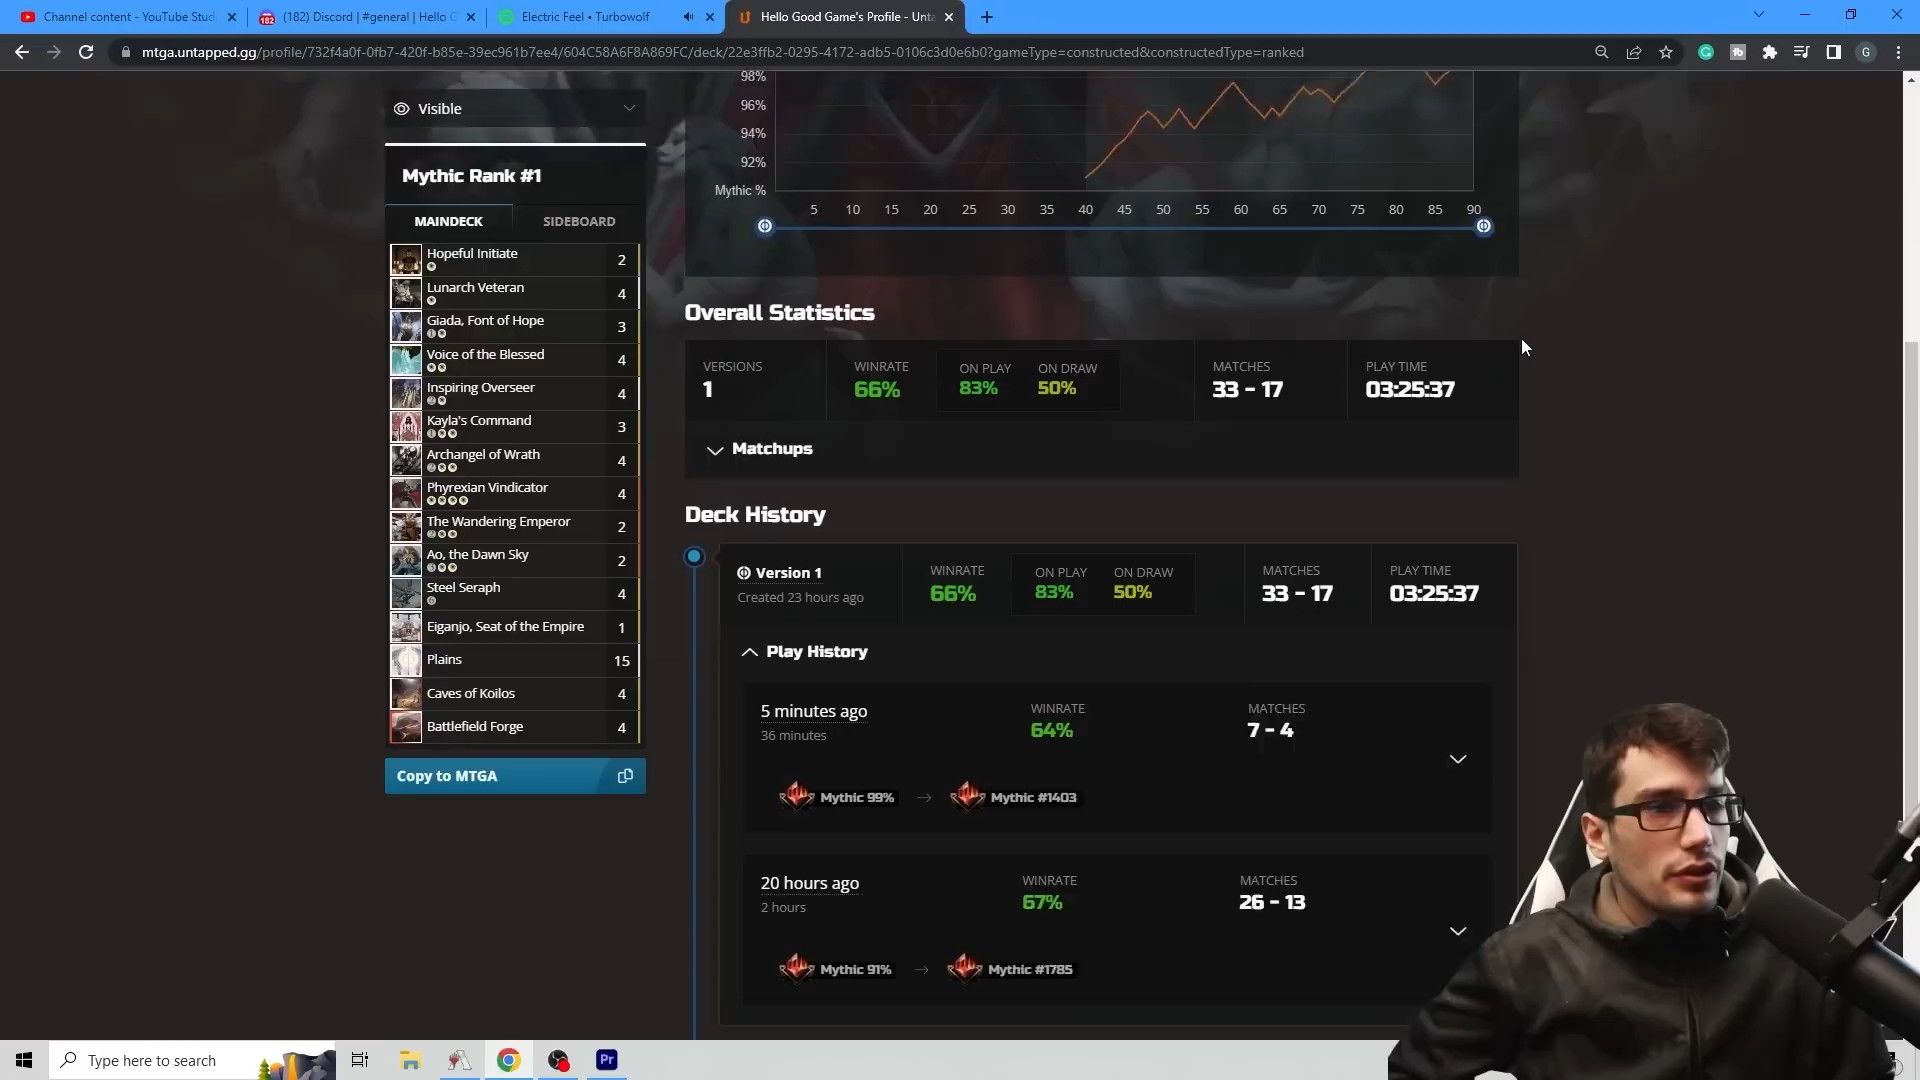 Channel content - YouTube Stud
(182) Discord | #general | Hello G
Electric Feel • Turbowolf
Hello Good Game's Profile - Unta
mtga.untapped.gg/profile/732f4a0f-0fb7-420f-b85e-39ec961b7ee4/604C58A6F8A869FC/deck/22e3ffb2-0295-4172-adb5-0106c3d0e6b0?gameType=constructed&constructedType=ranked
Visible
Mythic Rank #1
MAINDECK SIDEBOARD
Hopeful Initiate 2
Lunarch Veteran 4
Giada, Font of Hope 3
Voice of the Blessed 4
Inspiring Overseer 4
Kayla's Command 3
Archangel of Wrath 4
Phyrexian Vindicator 4
The Wandering Emperor 2
Ao, the Dawn Sky 2
Steel Seraph 4
Eiganjo, Seat of the Empire 1
Plains 15
Caves of Koilos 4
Battlefield Forge 4
Copy to MTGA
98%
96%
94%
92%
Mythic %
5 10 15 20 25 30 35 40 45 50 55 60 65 70 75 80 85 90
Overall Statistics
VERSIONS WINRATE ON PLAY ON DRAW MATCHES PLAY TIME
1 66% 83% 50% 33 - 17 03:25:37
Matchups
Deck History
Version 1 WINRATE ON PLAY ON DRAW MATCHES PLAY TIME
Created 23 hours ago 66% 83% 50% 33 - 17 03:25:37
Play History
5 minutes ago WINRATE MATCHES
36 minutes 64% 7 - 4
Mythic 99% → Mythic #1403
20 hours ago WINRATE MATCHES
2 hours 67% 26 - 13
Mythic 91% → Mythic #1785
Type here to search
Pr